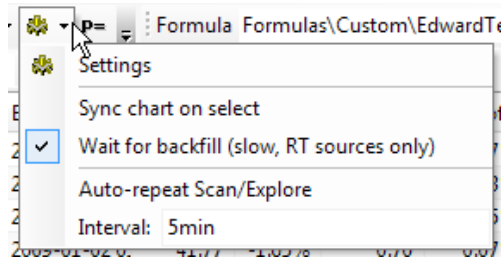 P= Formula Formulas\Custom\EdwardTe
Settings
Sync chart on select
Wait for backfill (slow, RT sources only)
Auto-repeat Scan/Explore
Interval: 5min